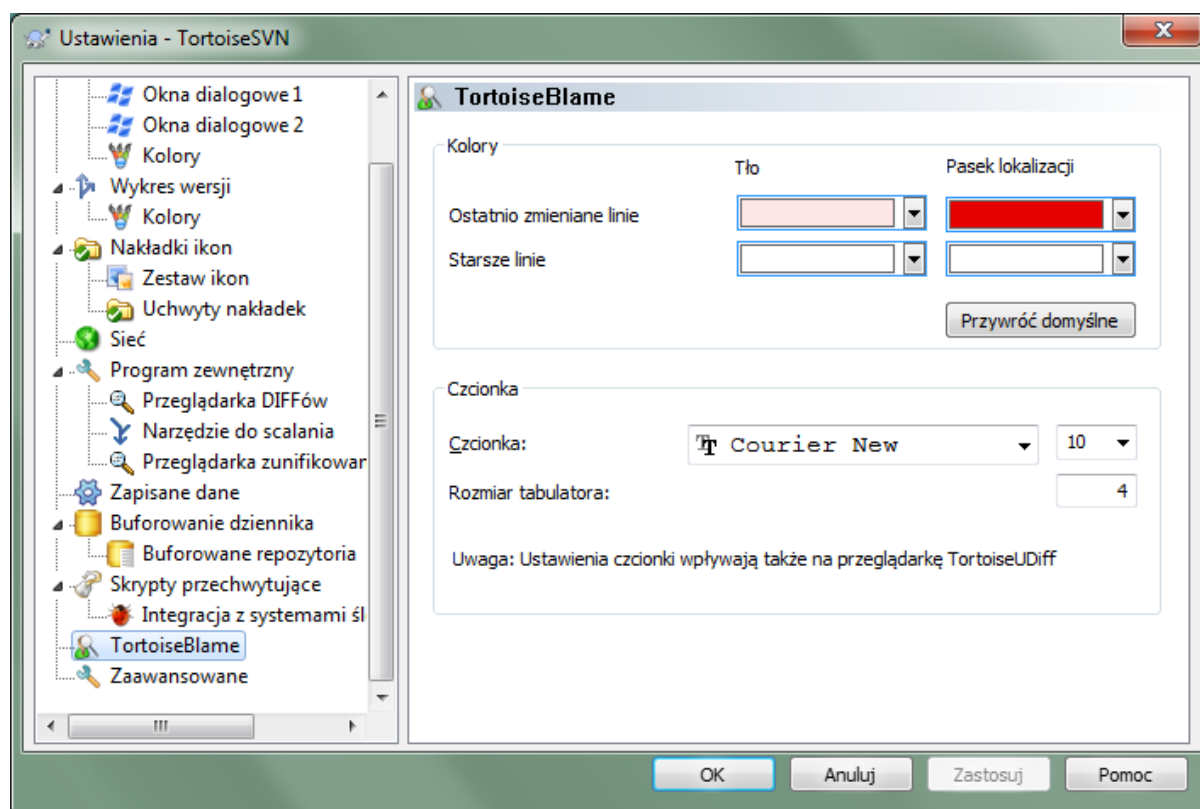 Ustawienia - TortoiseSVN
Okna dialogowe 1
Okna dialogowe 2
Kolory
Wykres wersji
Kolory
Nakładki ikon
Zestaw ikon
Uchwyty nakładek
Sieć
Program zewnętrzny
Przeglądarka DIFFów
Narzędzie do scalania
Przeglądarka zunifikowar
Zapisane dane
Buforowanie dziennika
Buforowane repozytoria
Skrypty przechwytujące
Integracja z systemami śl
TortoiseBlame
Zaawansowane
TortoiseBlame
Kolory
Tło
Pasek lokalizacji
Ostatnio zmieniane linie
Starsze linie
Przywróć domyślne
Czcionka
Czcionka:
Courier New
10
Rozmiar tabulatora:
4
Uwaga: Ustawienia czcionki wpływają także na przeglądarkę TortoiseUDiff
OK
Anuluj
Zastosuj
Pomoc